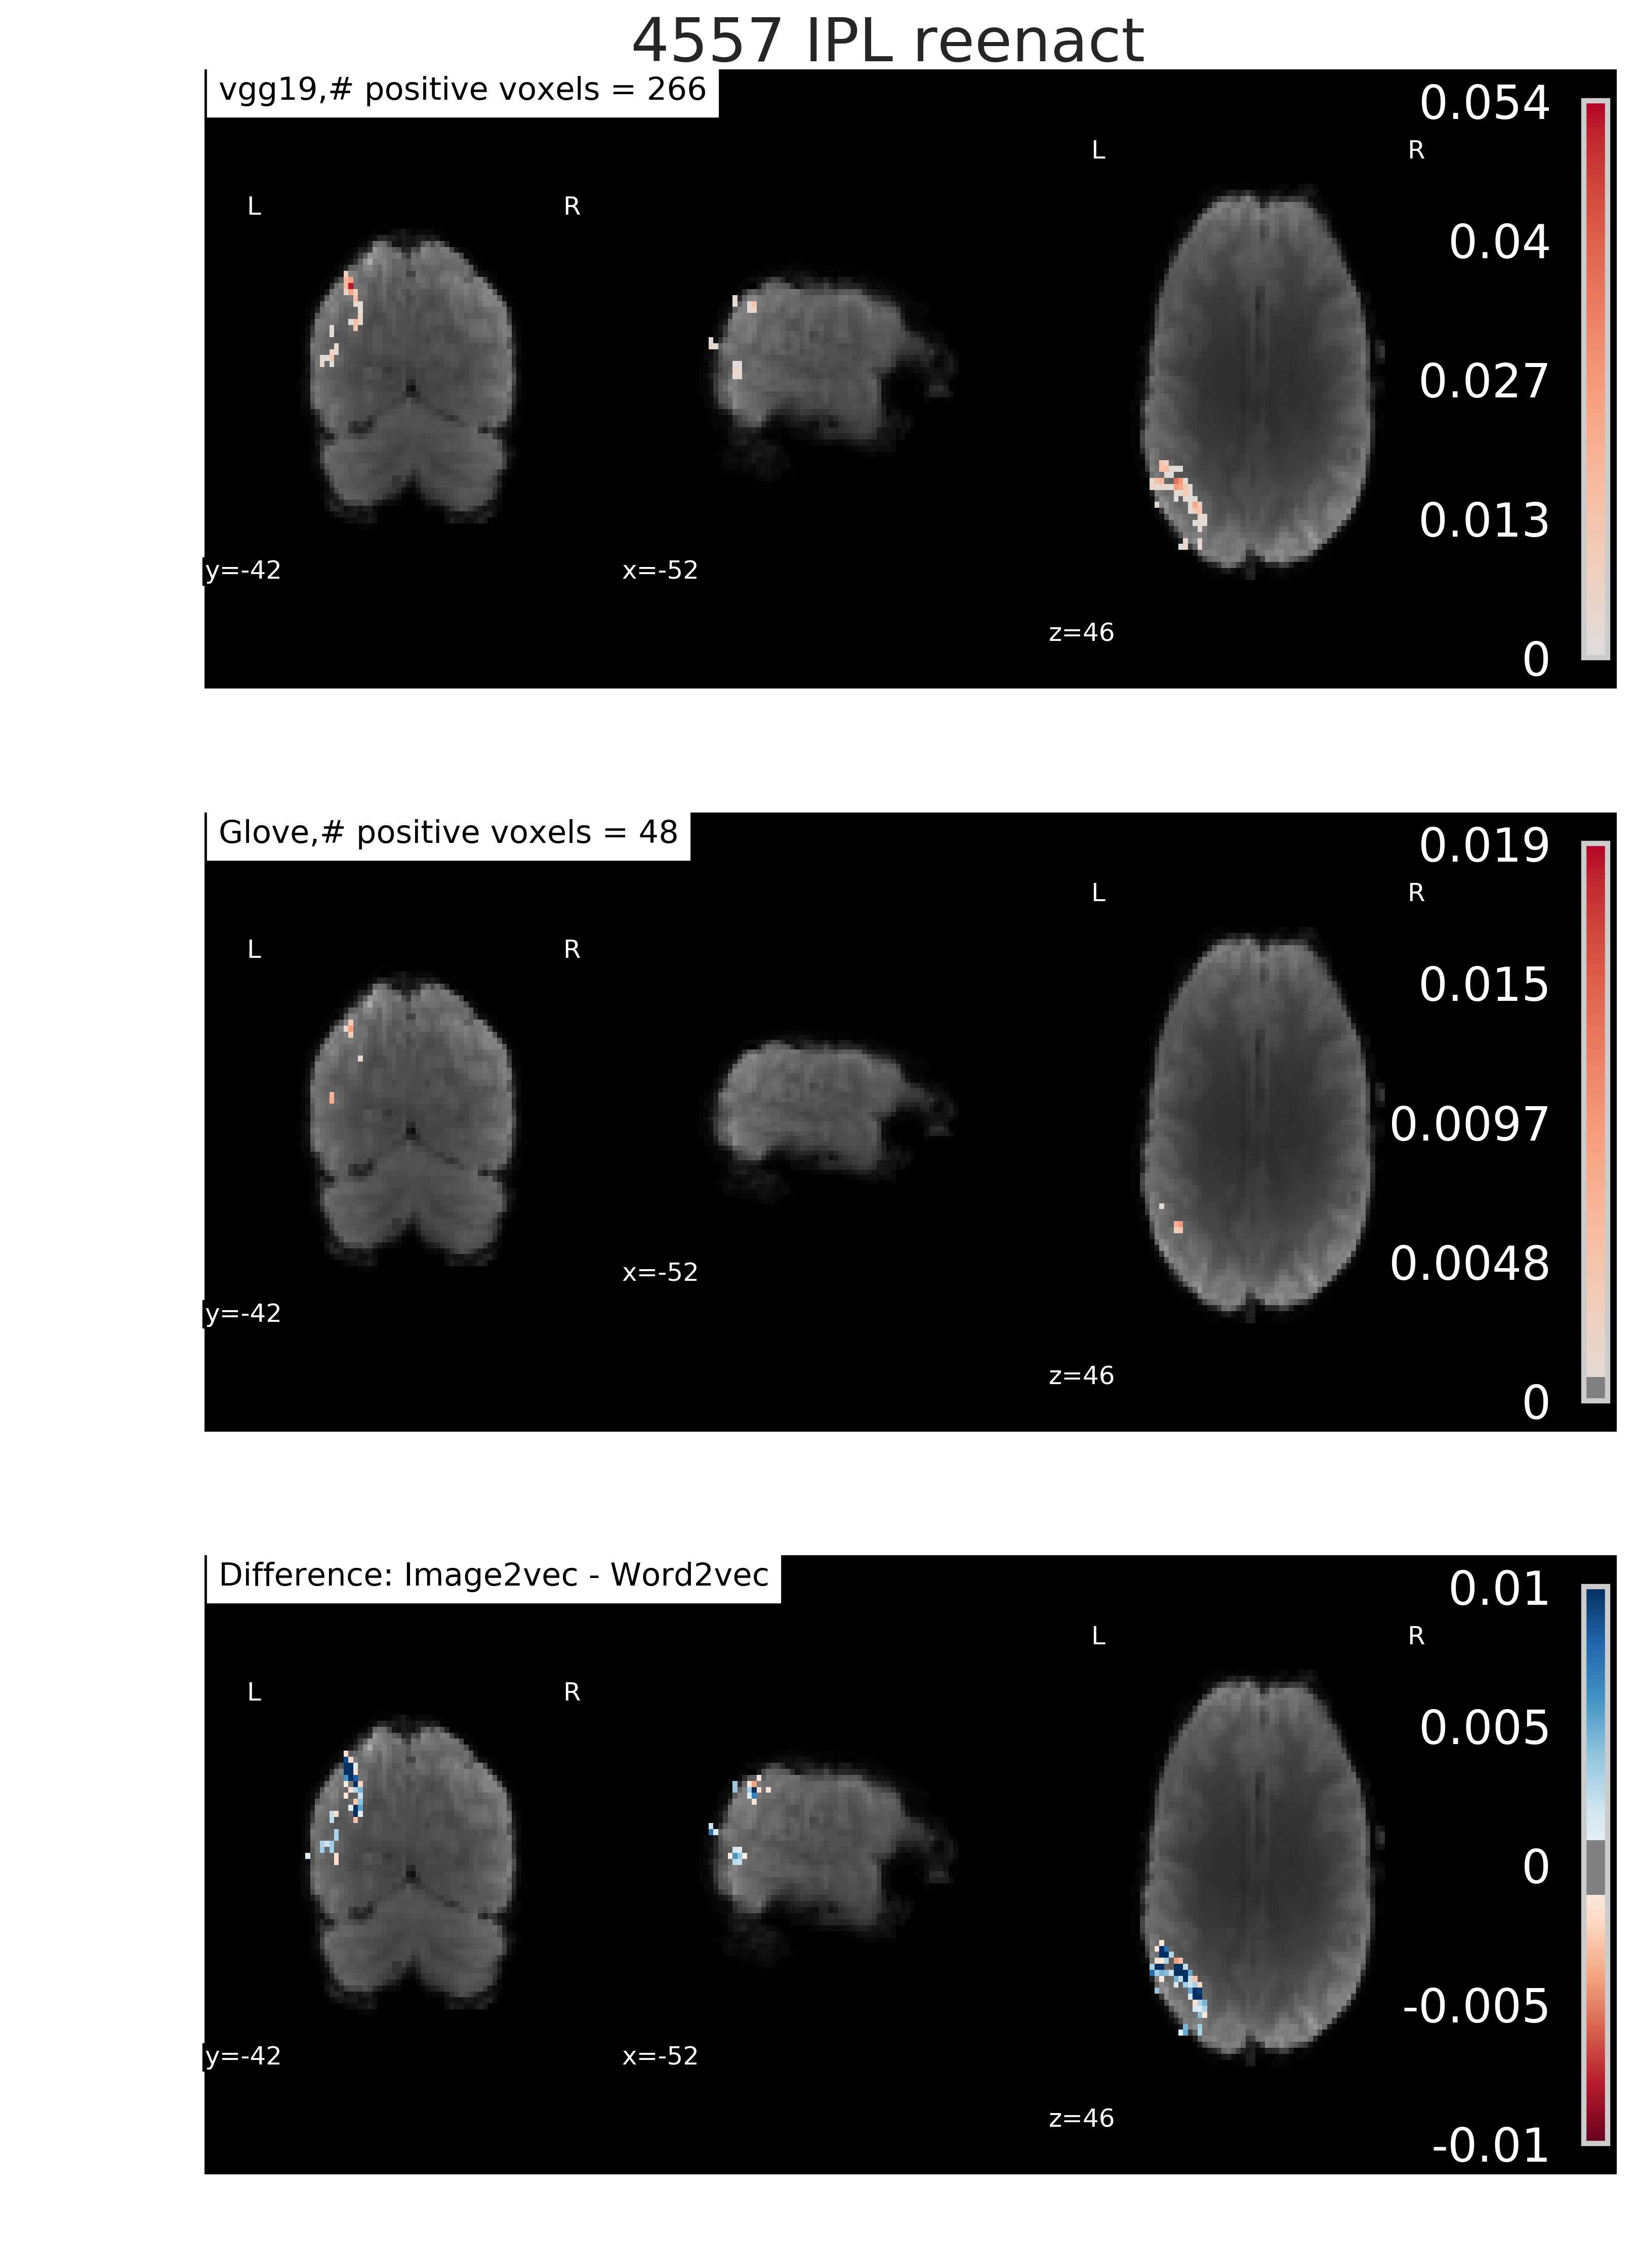 4557 IPL reenact
vgg19,# positive voxels = 266
L R
L R
y=-42
x=-52
z=46
0.054
0.04
0.027
0.013
0
Glove,# positive voxels = 48
L R
L R
y=-42
x=-52
z=46
0.019
0.015
0.0097
0.0048
0
Difference: Image2vec - Word2vec
L R
L R
y=-42
x=-52
z=46
0.01
0.005
0
-0.005
-0.01